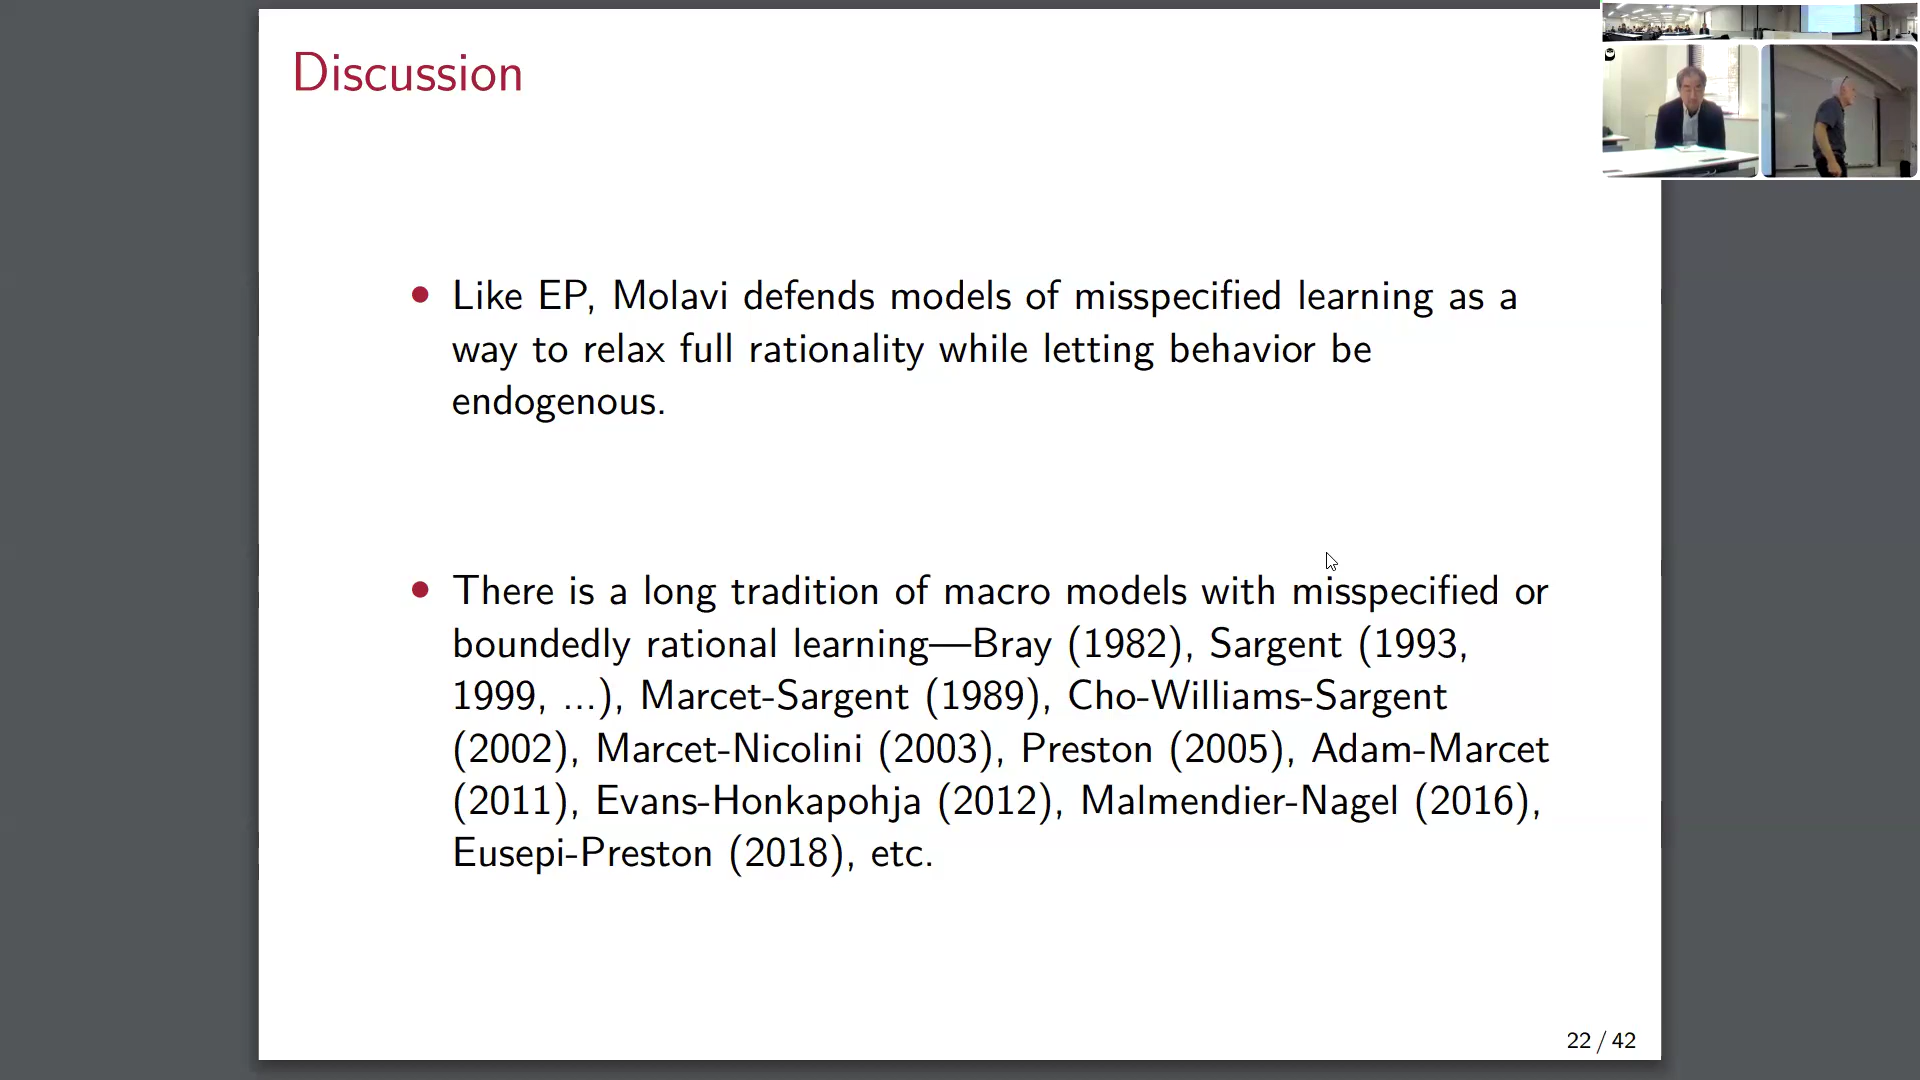 Discussion
• Like EP, Molavi defends models of misspecified learning as a
way to relax full rationality while letting behavior be
endogenous.
• There is a long tradition of macro models with misspecified or
boundedly rational learning—Bray (1982), Sargent (1993,
1999, ...), Marcet-Sargent (1989), Cho-Williams-Sargent
(2002), Marcet-Nicolini (2003), Preston (2005), Adam-Marcet
(2011), Evans-Honkapohja (2012), Malmendier-Nagel (2016),
Eusepi-Preston (2018), etc.
22 / 42